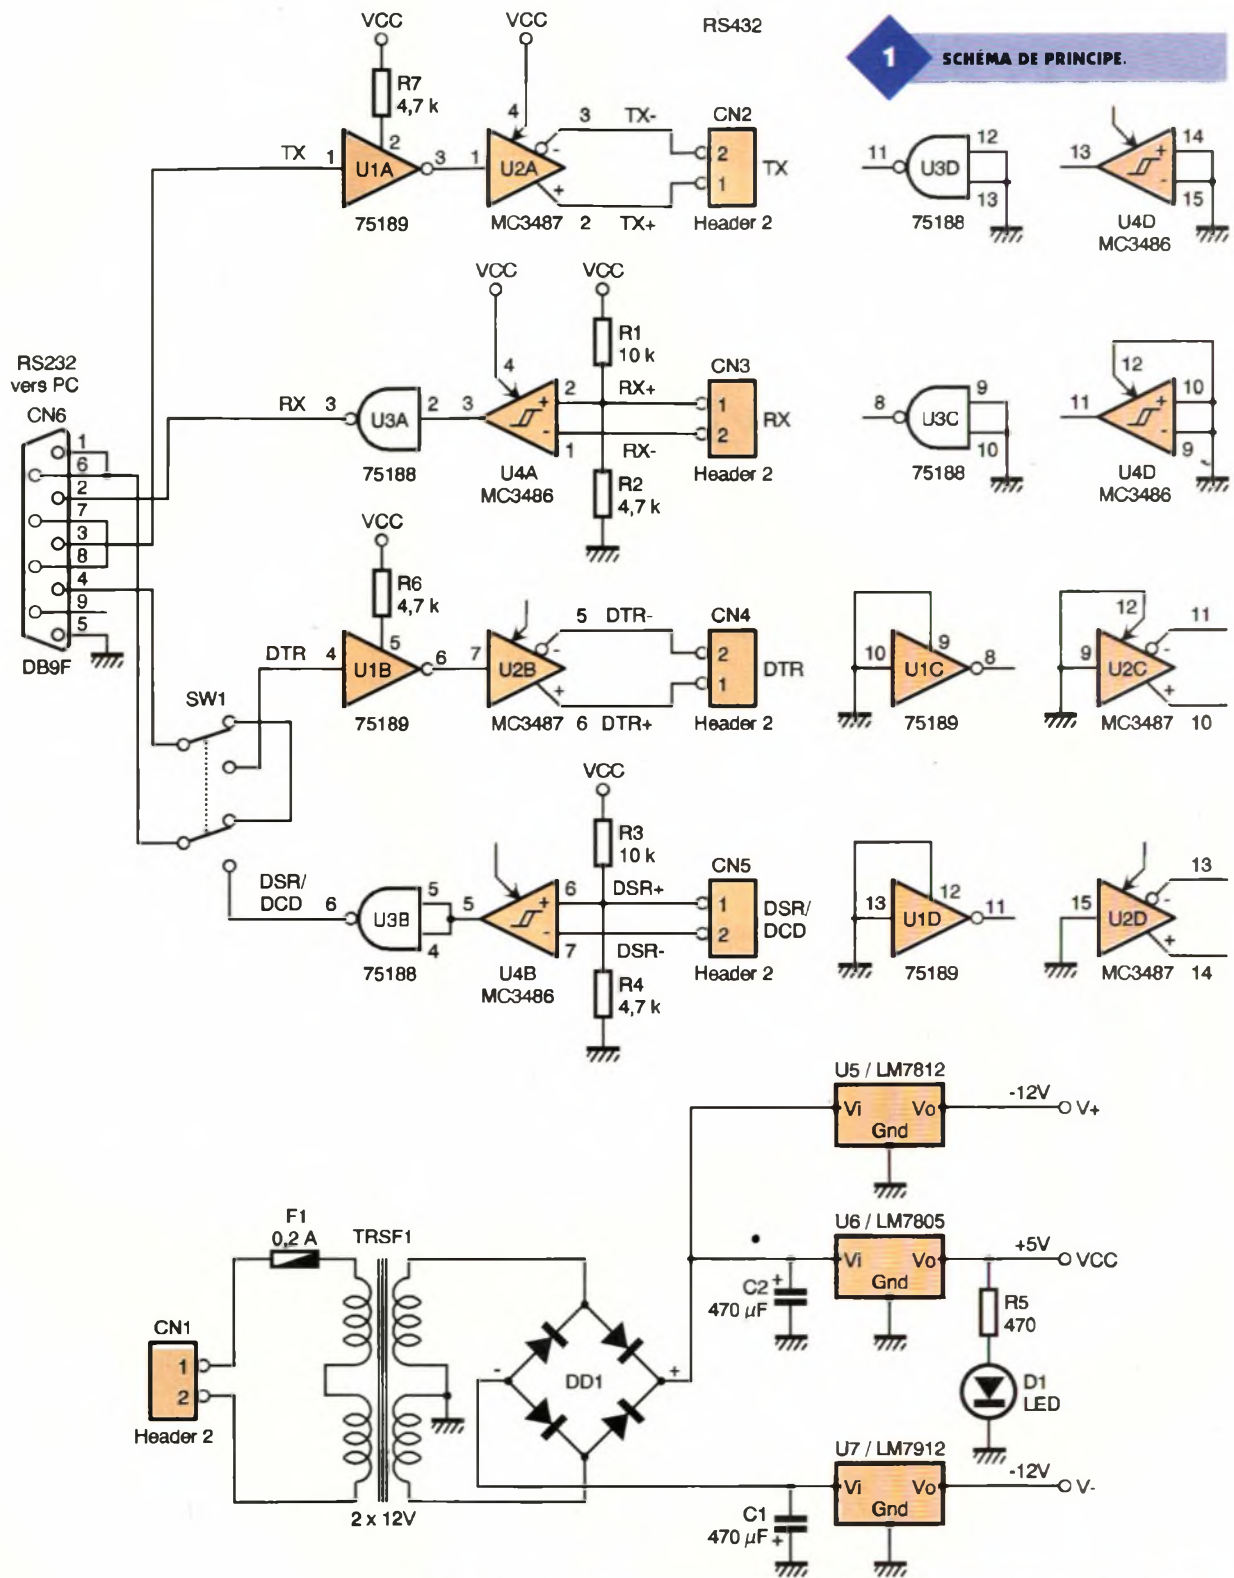 VCC
VCC
RS432
1
SCHÉMA DE PRINCIPE.
R7
4,7 k
TX
1
2
U1A
3
75189
4
1
U2A
-
+
MC3487
3
TX-
2
TX+
CN2
2
1
TX
Header 2
11
U3D
12
13
75188
13
+
-
14
15
U4D
MC3486
VCC
VCC
R1
10 k
RX
3
U3A
2
75188
3
4
+
-
2
1
U4A
MC3486
RX+
RX-
CN3
1
2
RX
Header 2
R2
4,7 k
8
U3C
9
10
75188
11
12
+
-
10
9
U4D
MC3486
RS232
vers PC
CN6
1
6
2
7
3
8
4
9
5
DB9F
VCC
R6
4,7 k
DTR
4
5
U1B
6
75189
7
U2B
-
+
MC3487
5
DTR-
6
DTR+
CN4
2
1
DTR
Header 2
10
U1C
9
8
75189
9
12
U2C
-
+
11
10
MC3487
SW1
VCC
R3
10 k
DSR/
DCD
6
U3B
5
4
75188
5
+
-
6
7
U4B
MC3486
DSR+
DSR-
CN5
1
2
DSR/
DCD
Header 2
R4
4,7 k
13
U1D
12
11
75189
15
U2D
-
+
13
14
MC3487
U5 / LM7812
Vi
Vo
Gnd
-12V
V+
F1
0,2 A
TRSF1
U6 / LM7805
Vi
Vo
Gnd
+5V
VCC
C2
+
470 µF
R5
470
CN1
1
2
Header 2
-
DD1
+
D1
LED
U7 / LM7912
Vi
Vo
Gnd
-12V
V-
C1
470 µF
+
2 x 12V